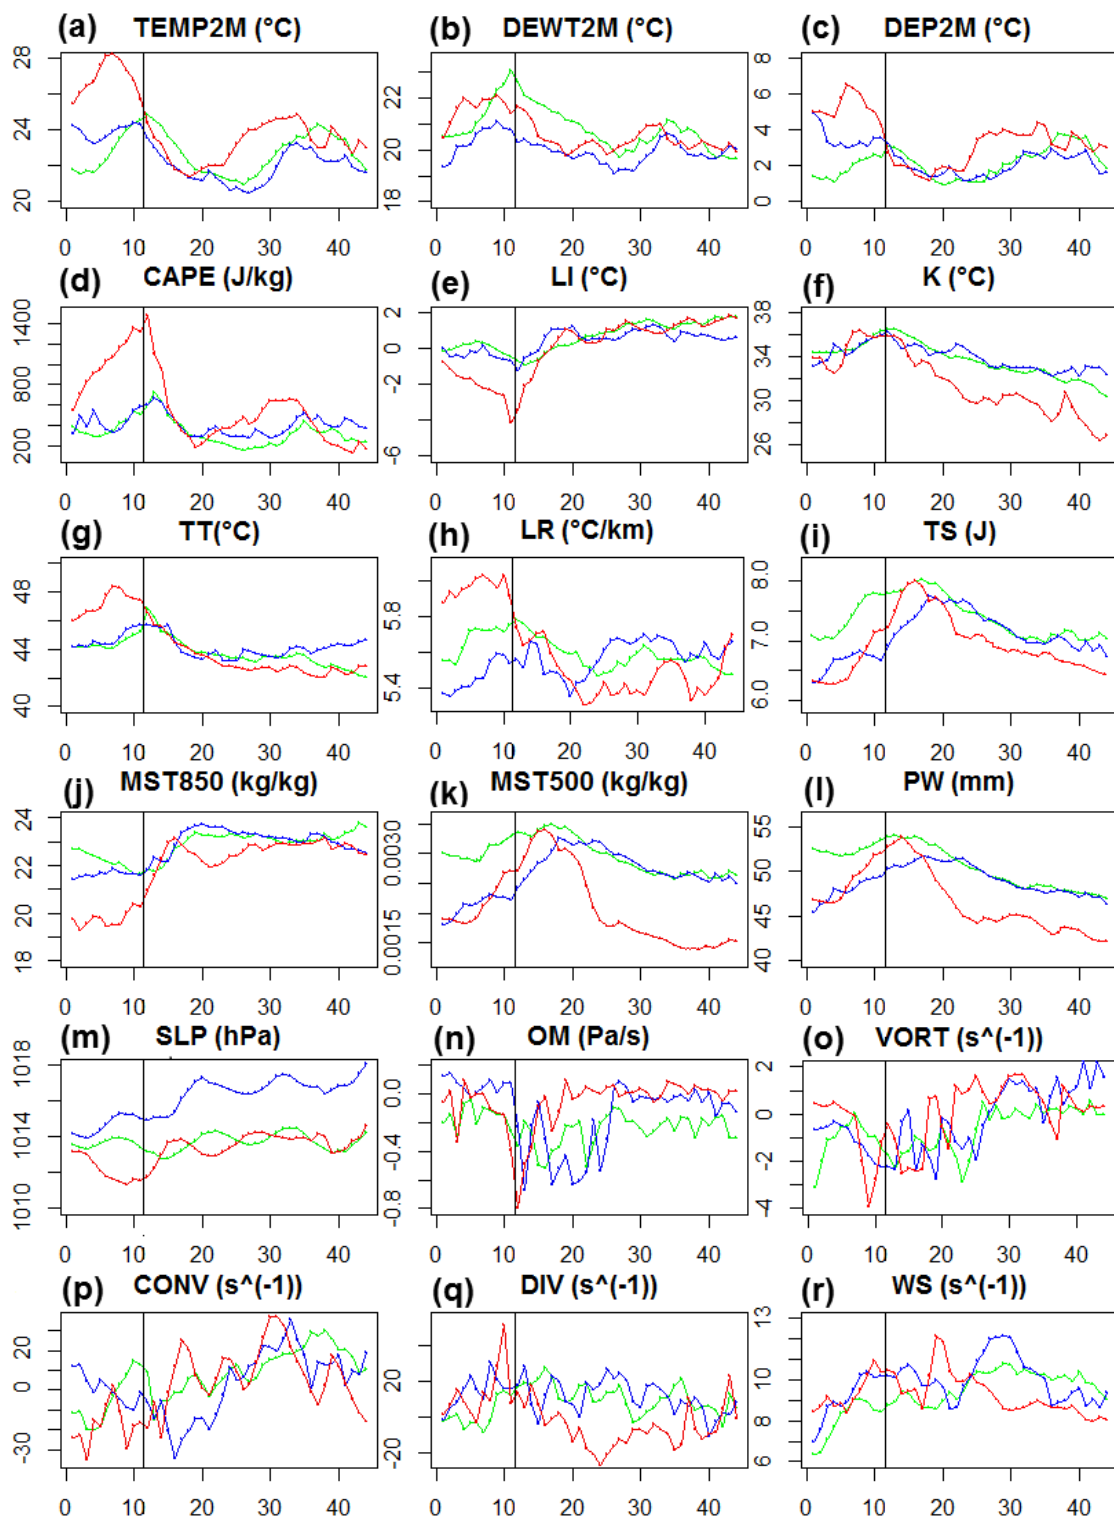 (a) TEMP2M (°C) (b) DEWT2M (°C) (c) DEP2M (°C)
20 24 28
18 19 20 22
0 2 4 6 8
0 10 20 30 40 0 10 20 30 40 0 10 20 30 40
(d) CAPE (J/kg) (e) LI (°C) (f) K (°C)
200 800 1400
-6 -2 0 2
26 30 34 38
0 10 20 30 40 0 10 20 30 40 0 10 20 30 40
(g) TT(°C) (h) LR (°C/km) (i) TS (J)
40 44 48
5.4 5.8
6.0 7.0 8.0
0 10 20 30 40 0 10 20 30 40 0 10 20 30 40
(j) MST850 (kg/kg) (k) MST500 (kg/kg) (l) PW (mm)
18 20 22 24
0.0015 0.0030
40 45 50 55
0 10 20 30 40 0 10 20 30 40 0 10 20 30 40
(m) SLP (hPa) (n) OM (Pa/s) (o) VORT (s^(-1))
1010 1014 1018
-0.8 -0.4 0.0
-4 -2 0 2
0 10 20 30 40 0 10 20 30 40 0 10 20 30 40
(p) CONV (s^(-1)) (q) DIV (s^(-1)) (r) WS (s^(-1))
-30 0 20
-20 20
6 8 10 13
0 10 20 30 40 0 10 20 30 40 0 10 20 30 40